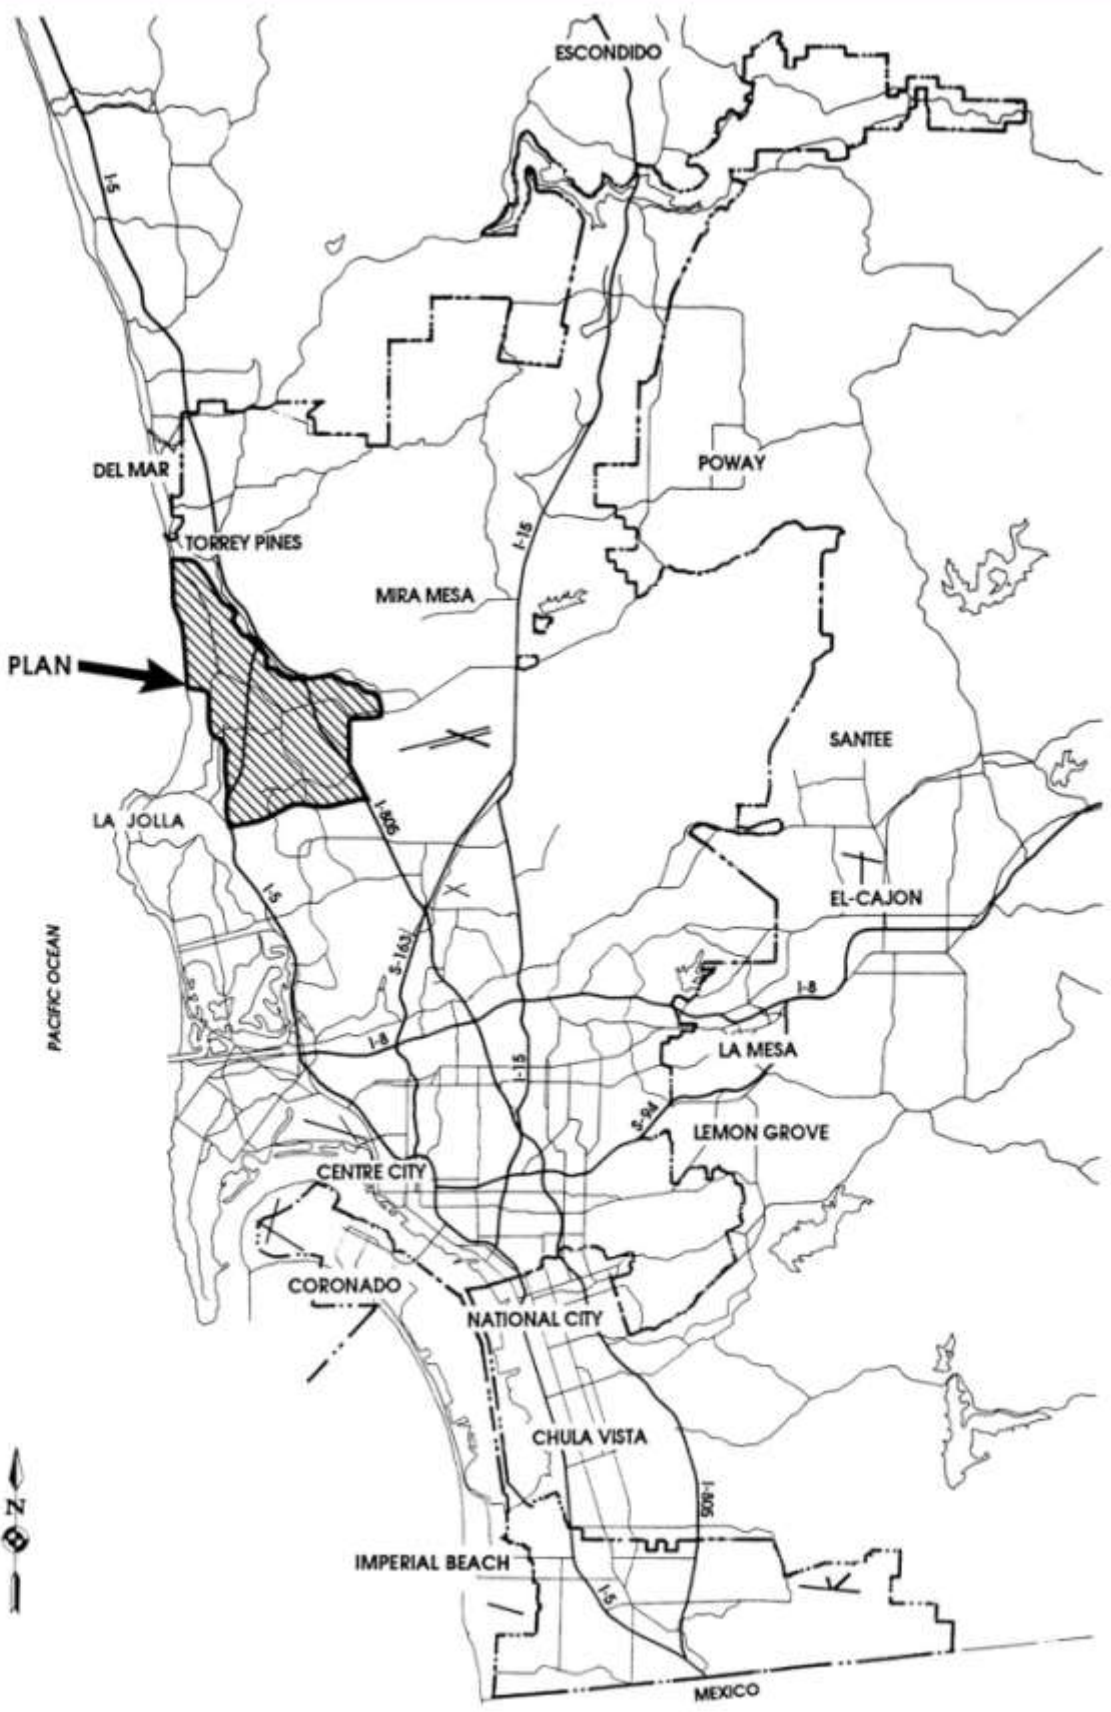 ESCONDIDO
I-5
DEL MAR
POWAY
I-15
TORREY PINES
MIRA MESA
PLAN
SANTEE
LA JOLLA
I-805
I-5
EL-CAJON
S-163
PACIFIC OCEAN
I-8
I-8
LA MESA
I-15
S-94
LEMON GROVE
CENTRE CITY
CORONADO
NATIONAL CITY
CHULA VISTA
I-805
N
IMPERIAL BEACH
I-5
MEXICO